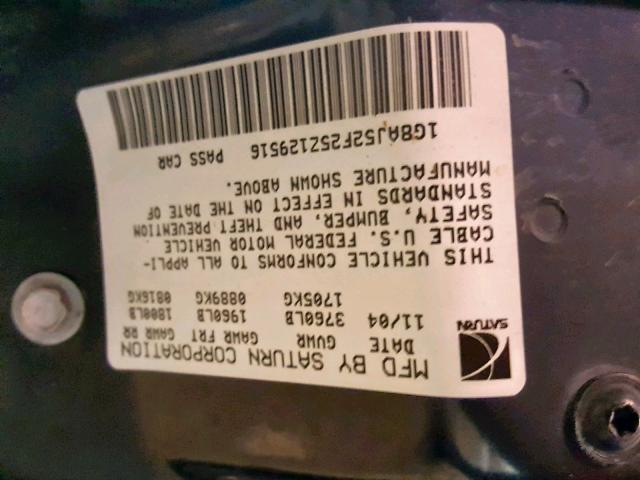 MFD BY SATURN CORPORATION
DATE GVWR GAWR FRT GAWR RR
11/04 3760LB 1960LB 1800LB
1705KG 0889KG 0816KG
SATURN
THIS VEHICLE CONFORMS TO ALL APPLI-
CABLE U.S. FEDERAL MOTOR VEHICLE
SAFETY, BUMPER, AND THEFT PREVENTION
STANDARDS IN EFFECT ON THE DATE OF
MANUFACTURE SHOWN ABOVE.
1G8AJ52F25Z129516 PASS CAR